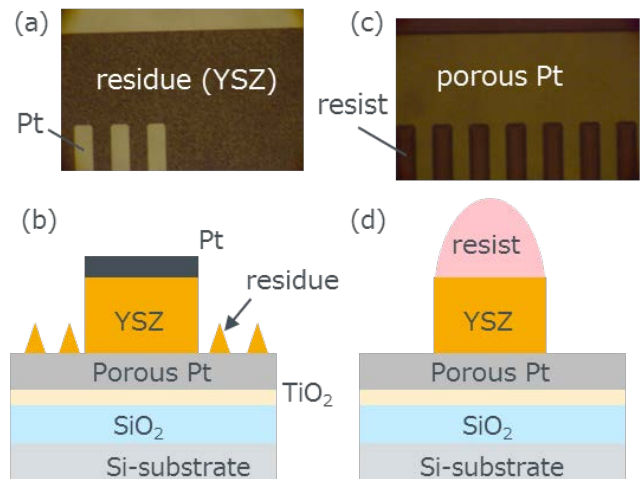 (a)
residue (YSZ)
Pt
(c)
porous Pt
resist
(b)
Pt
residue
YSZ
Porous Pt
TiO₂
SiO₂
Si-substrate
(d)
resist
YSZ
Porous Pt
SiO₂
Si-substrate